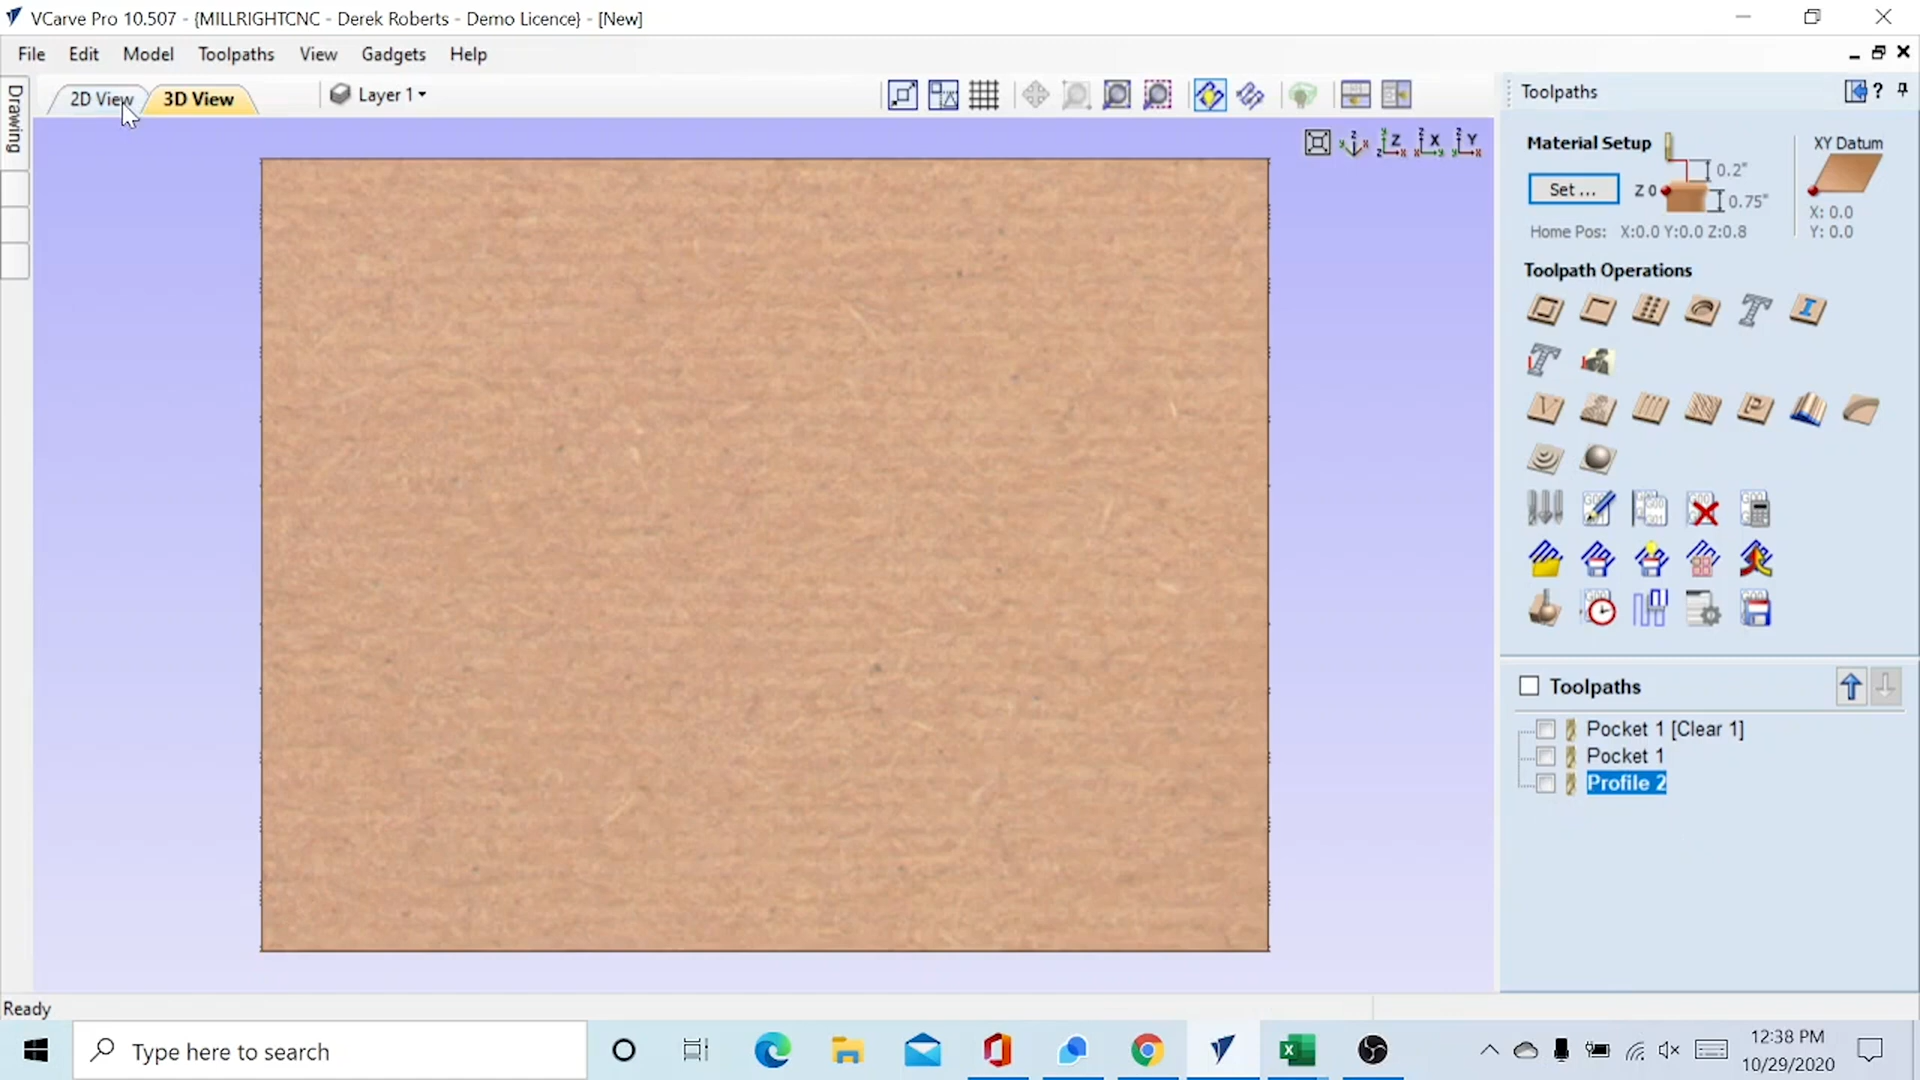 VCarve Pro 10.507 - {MILLRIGHTCNC - Derek Roberts - Demo Licence} - [New]
File Edit Model Toolpaths View Gadgets Help
Drawing
2D View
3D View
Layer 1
Toolpaths
?
Material Setup
XY Datum
Set ...
Z 0
0.2"
0.75"
X: 0.0
Y: 0.0
Home Pos: X:0.0 Y:0.0 Z:0.8
Toolpath Operations
Toolpaths
Pocket 1 [Clear 1]
Pocket 1
Profile 2
Ready
Type here to search
12:38 PM
10/29/2020